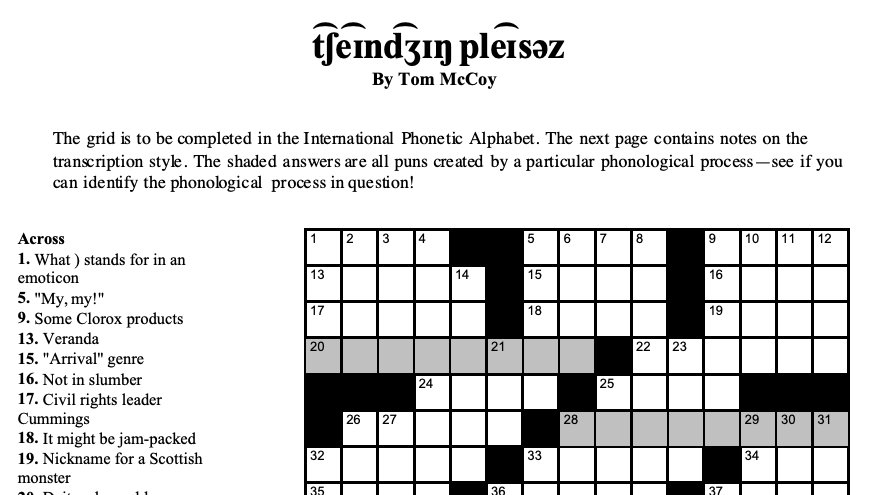 t͡ʃe͡ɪnd͡ʒɪŋ ple͡ɪsəz
By Tom McCoy
The grid is to be completed in the International Phonetic Alphabet. The next page contains notes on the
transcription style. The shaded answers are all puns created by a particular phonological process—see if you
can identify the phonological process in question!
Across
1. What ) stands for in an
emoticon
5. "My, my!"
9. Some Clorox products
13. Veranda
15. "Arrival" genre
16. Not in slumber
17. Civil rights leader
Cummings
18. It might be jam-packed
19. Nickname for a Scottish
monster
1 2 3 4 5 6 7 8 9 10 11 12
13 14 15 16
17 18 19
20 21 22 23
24 25
26 27 28 29 30 31
32 33 34
35 36 37